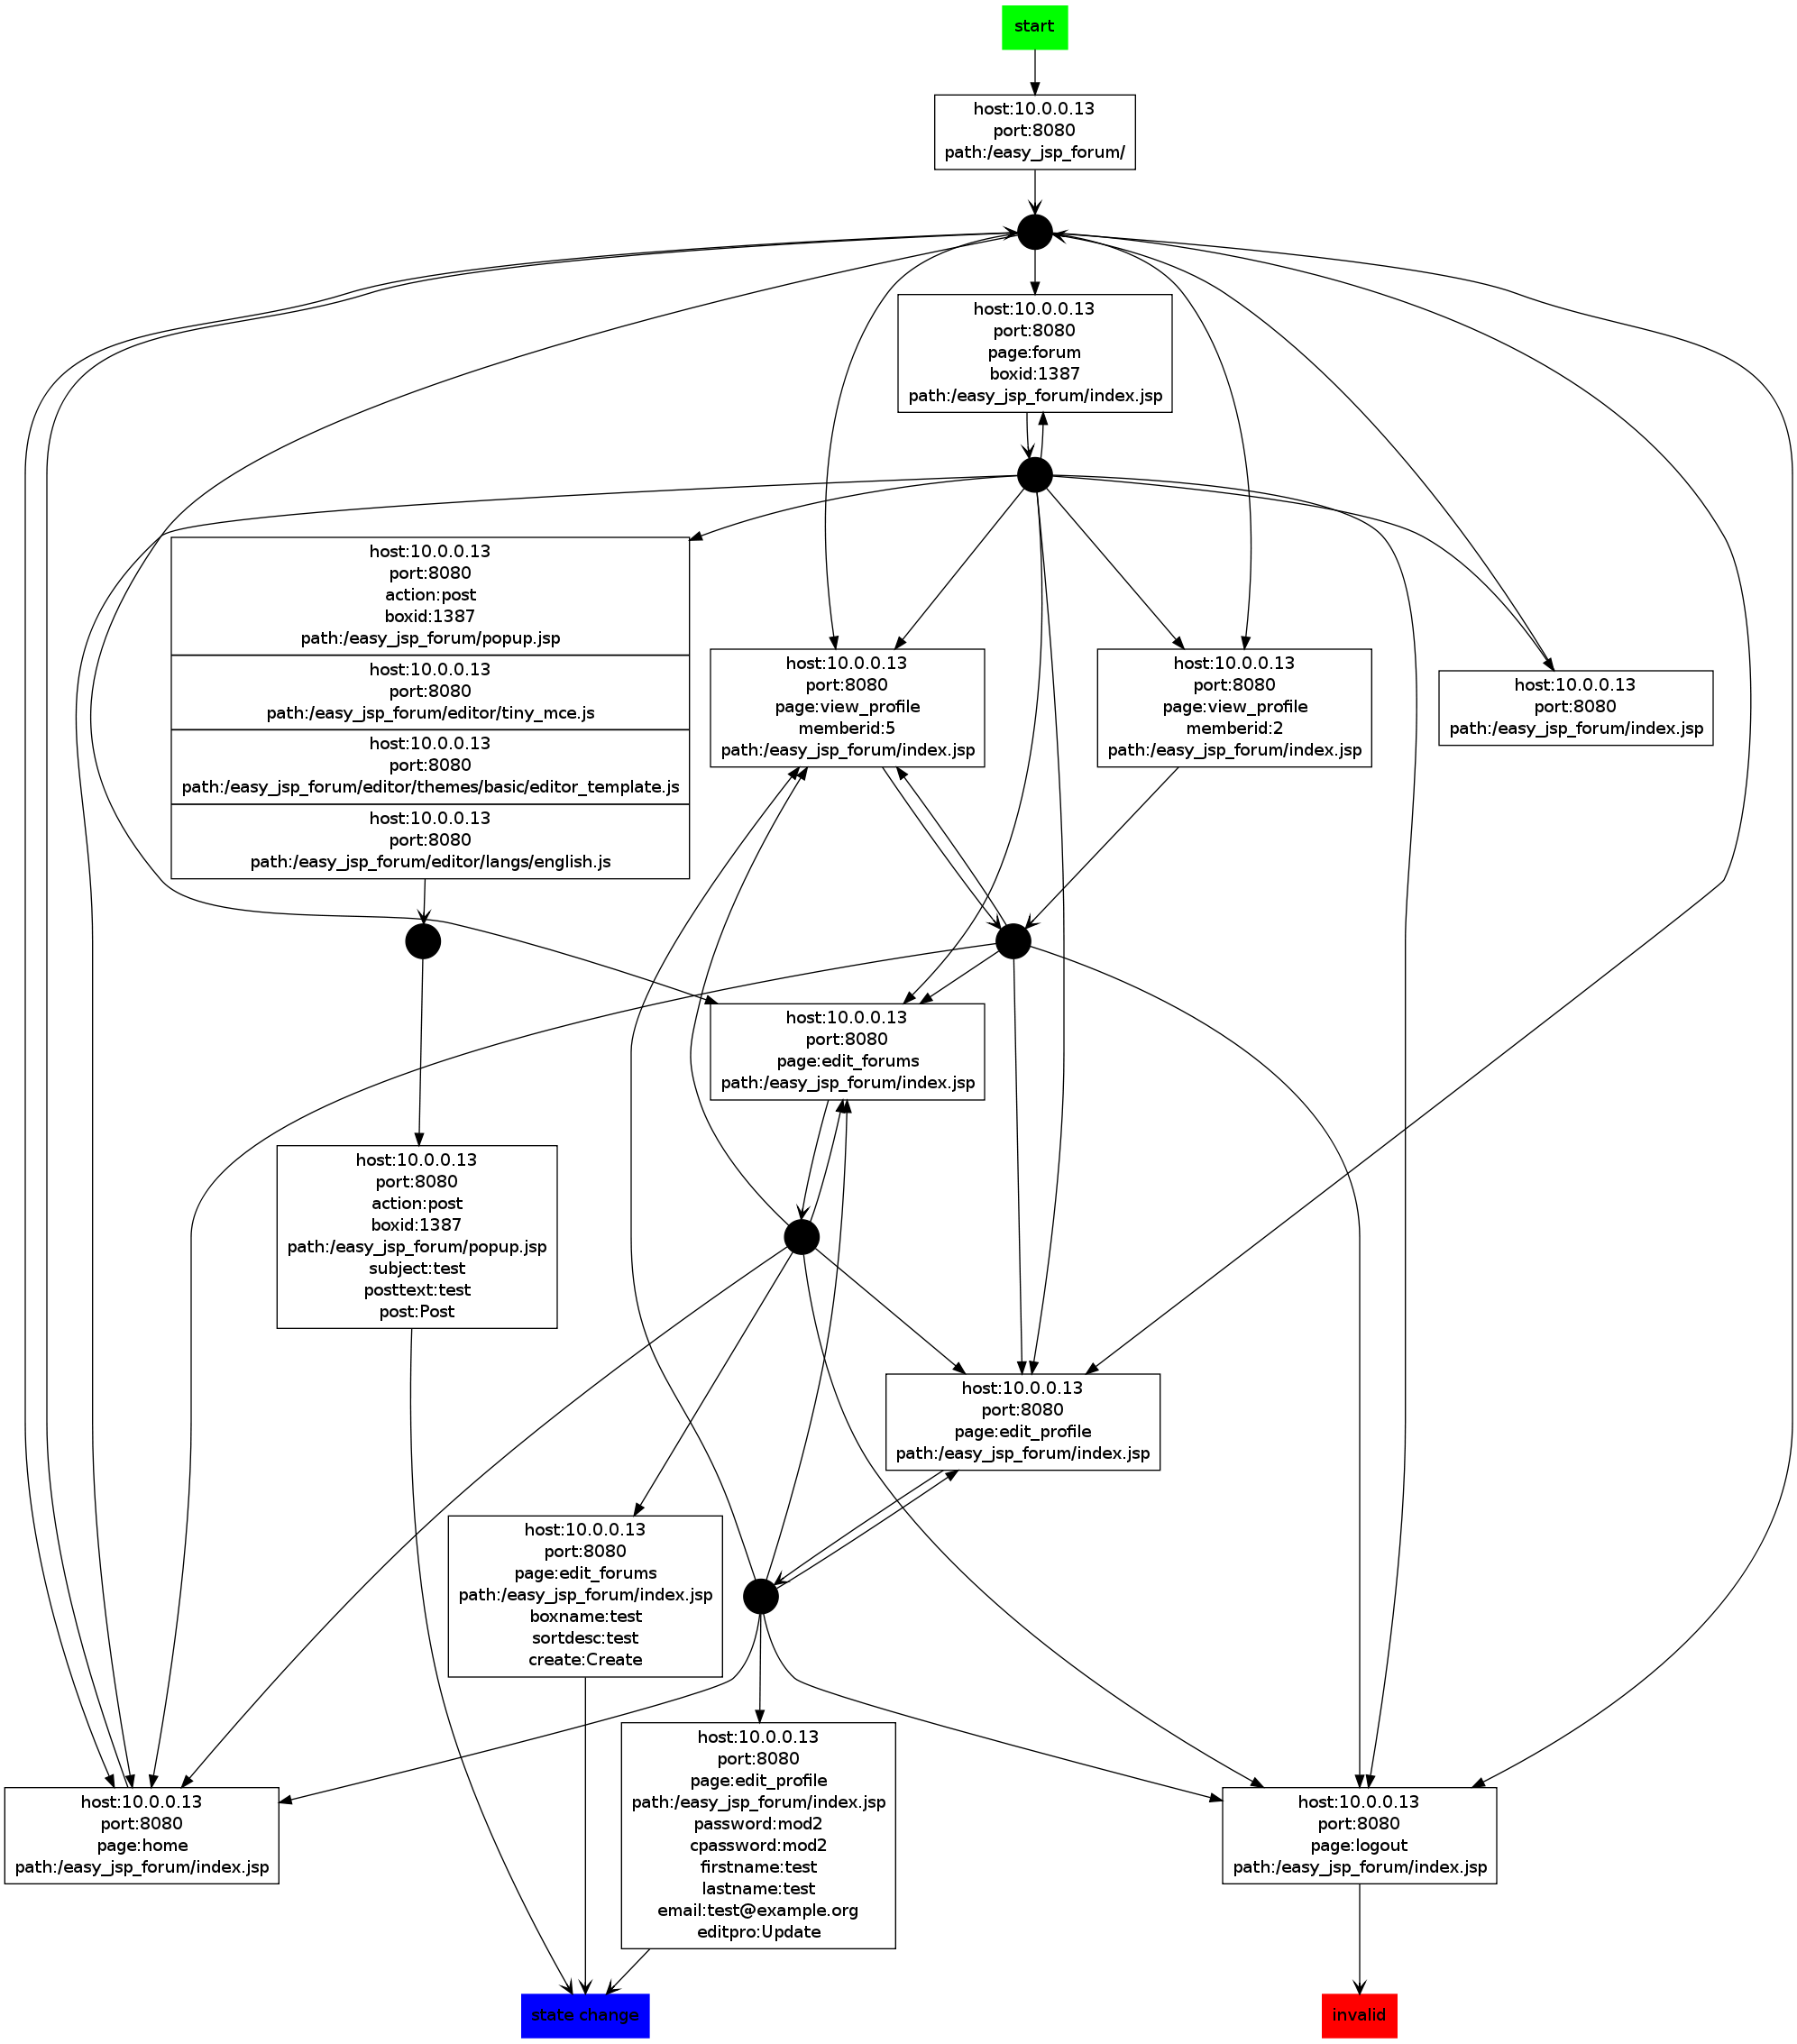 start
host:10.0.0.13
port:8080
path:/easy_jsp_forum/
host:10.0.0.13
port:8080
page:forum
boxid:1387
path:/easy_jsp_forum/index.jsp
host:10.0.0.13
port:8080
action:post
boxid:1387
path:/easy_jsp_forum/popup.jsp
host:10.0.0.13
port:8080
path:/easy_jsp_forum/editor/tiny_mce.js
host:10.0.0.13
port:8080
path:/easy_jsp_forum/editor/themes/basic/editor_template.js
host:10.0.0.13
port:8080
path:/easy_jsp_forum/editor/langs/english.js
host:10.0.0.13
port:8080
page:view_profile
memberid:5
path:/easy_jsp_forum/index.jsp
host:10.0.0.13
port:8080
page:view_profile
memberid:2
path:/easy_jsp_forum/index.jsp
host:10.0.0.13
port:8080
path:/easy_jsp_forum/index.jsp
host:10.0.0.13
port:8080
page:edit_forums
path:/easy_jsp_forum/index.jsp
host:10.0.0.13
port:8080
action:post
boxid:1387
path:/easy_jsp_forum/popup.jsp
subject:test
posttext:test
post:Post
host:10.0.0.13
port:8080
page:edit_profile
path:/easy_jsp_forum/index.jsp
host:10.0.0.13
port:8080
page:edit_forums
path:/easy_jsp_forum/index.jsp
boxname:test
sortdesc:test
create:Create
host:10.0.0.13
port:8080
page:edit_profile
path:/easy_jsp_forum/index.jsp
password:mod2
cpassword:mod2
firstname:test
lastname:test
email:test@example.org
editpro:Update
host:10.0.0.13
port:8080
page:home
path:/easy_jsp_forum/index.jsp
host:10.0.0.13
port:8080
page:logout
path:/easy_jsp_forum/index.jsp
state change
invalid